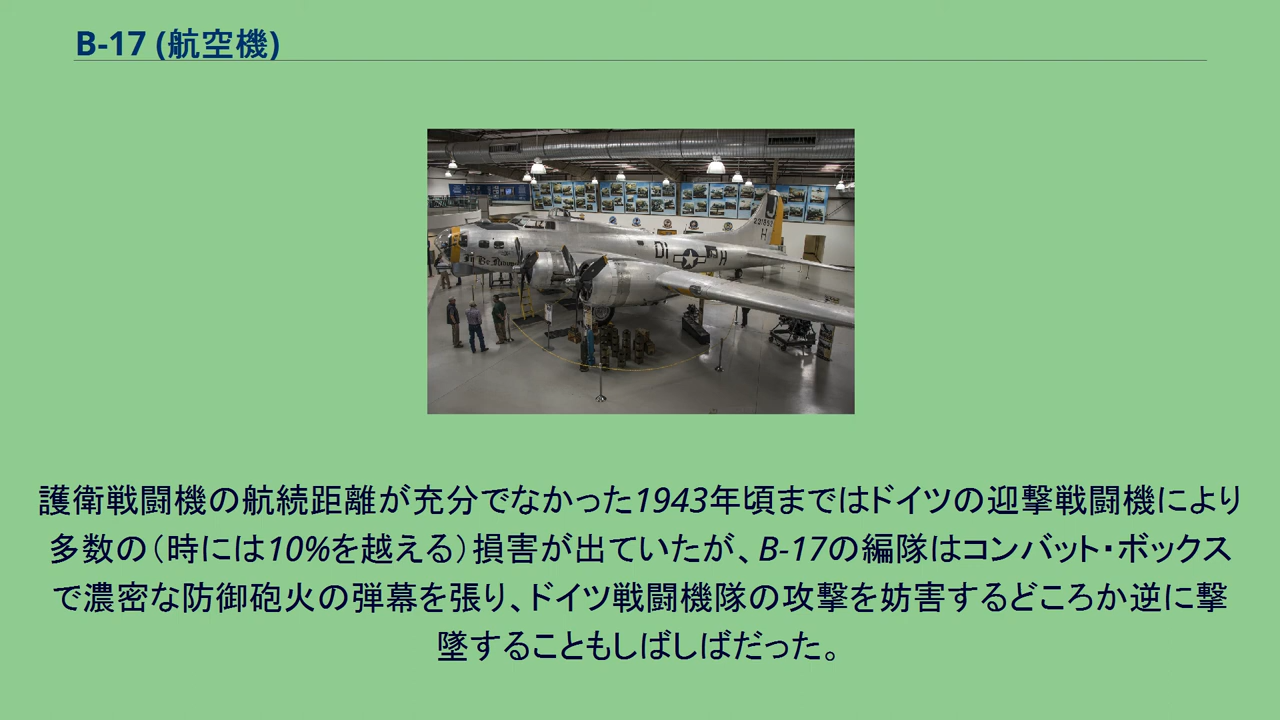 B-17 (航空機)
231892
H
DI
H
護衛戦闘機の航続距離が充分でなかった1943年頃まではドイツの迎撃戦闘機により
多数の（時には10%を越える）損害が出ていたが、B-17の編隊はコンバット・ボックス
で濃密な防御砲火の弾幕を張り、ドイツ戦闘機隊の攻撃を妨害するどころか逆に撃
墜することもしばしばだった。